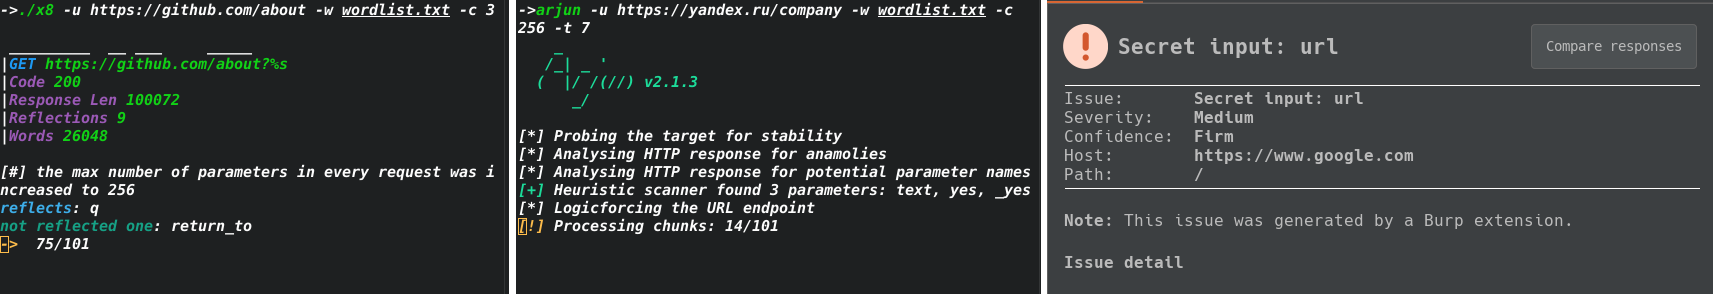 ->./x8 -u https://github.com/about -w wordlist.txt -c 3
|GET https://github.com/about?%s
|Code 200
|Response Len 100072
|Reflections 9
|Words 26048
[#] the max number of parameters in every request was i
ncreased to 256
reflects: q
not reflected one: return_to
->  75/101
->arjun -u https://yandex.ru/company -w wordlist.txt -c
256 -t 7
    _
   /_| _ '
  (  |/ /(//) v2.1.3
      _/
[*] Probing the target for stability
[*] Analysing HTTP response for anamolies
[*] Analysing HTTP response for potential parameter names
[+] Heuristic scanner found 3 parameters: text, yes, _yes
[*] Logicforcing the URL endpoint
[!] Processing chunks: 14/101
Secret input: url
Compare responses
Issue: Secret input: url
Severity: Medium
Confidence: Firm
Host: https://www.google.com
Path: /
Note: This issue was generated by a Burp extension.
Issue detail